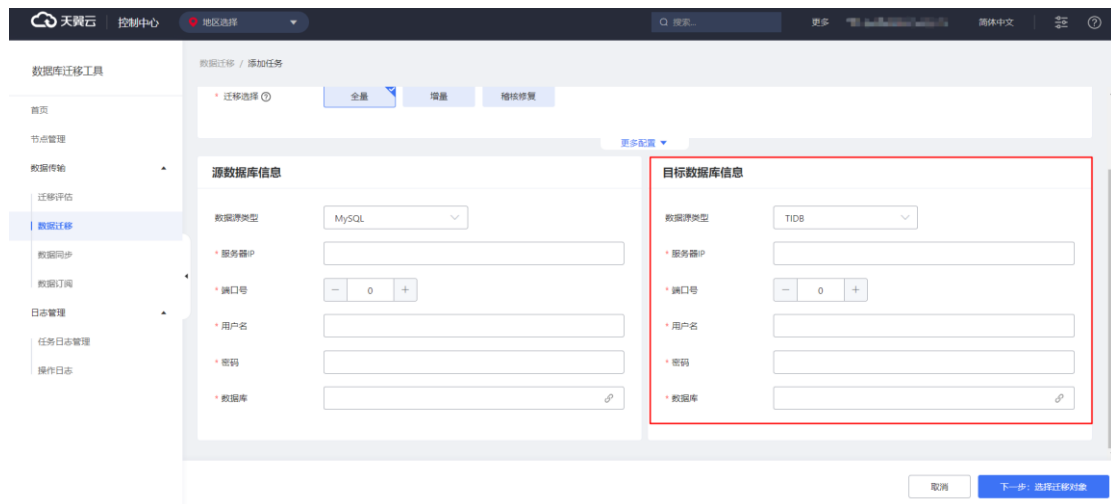 天翼云 控制中心 地区选择 搜索... 更多 简体中文
数据库迁移工具
首页
节点管理
数据传输
迁移评估
数据迁移
数据同步
数据订阅
日志管理
任务日志管理
操作日志
数据迁移 / 添加任务
* 迁移选择 全量 增量 稽核修复
更多配置
源数据库信息
数据源类型 MySQL
* 服务器IP
* 端口号 − 0 +
* 用户名
* 密码
* 数据库
目标数据库信息
数据源类型 TIDB
* 服务器IP
* 端口号 − 0 +
* 用户名
* 密码
* 数据库
取消 下一步：选择迁移对象